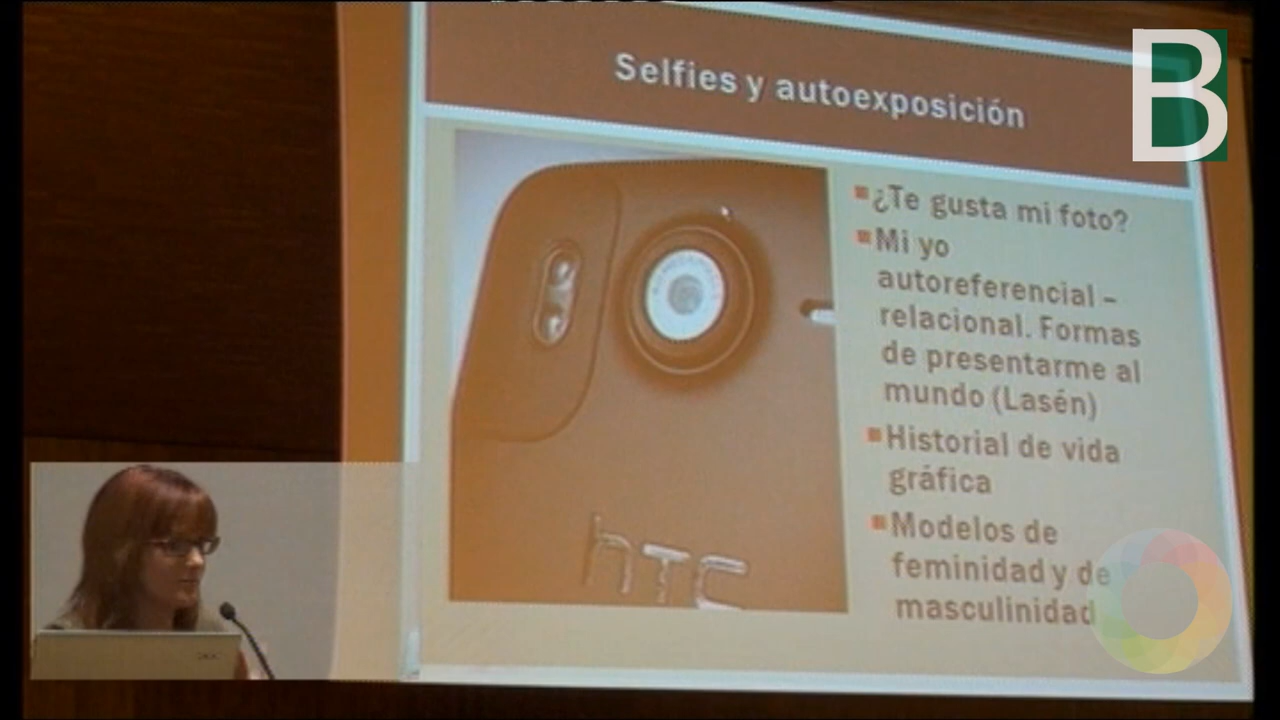 B
Selfies y autoexposición
¿Te gusta mi foto?
Mi yo
autoreferencial –
relacional. Formas
de presentarme al
mundo (Lasén)
Historial de vida
gráfica
Modelos de
feminidad y de
masculinidad
hTC